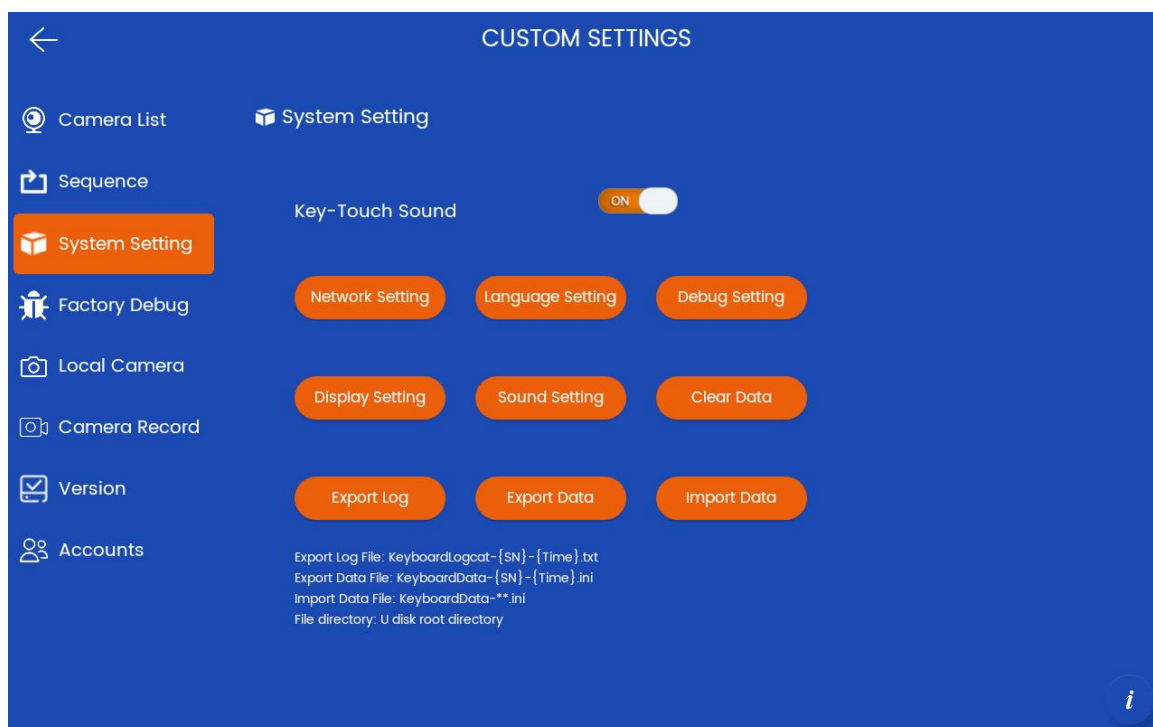 CUSTOM SETTINGS
Camera List
Sequence
System Setting
Factory Debug
Local Camera
Camera Record
Version
Accounts
System Setting
Key-Touch Sound
ON
Network Setting
Language Setting
Debug Setting
Display Setting
Sound Setting
Clear Data
Export Log
Export Data
Import Data
Export Log File: KeyboardLogcat-{SN}-{Time}.txt
Export Data File: KeyboardData-{SN}-{Time}.ini
Import Data File: KeyboardData-**.ini
File directory: U disk root directory
i